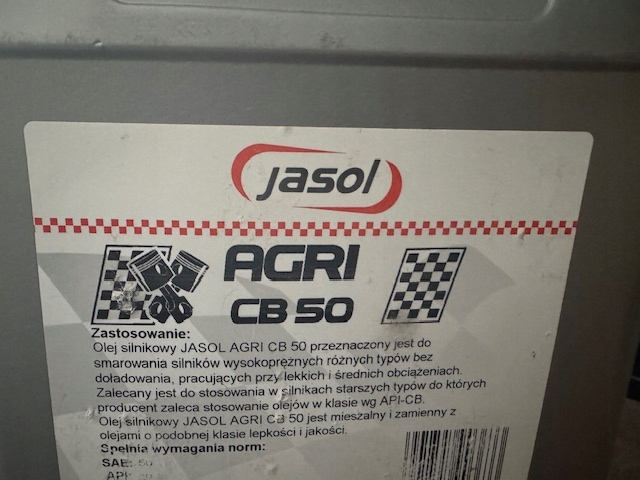 jasol
AGRI
CB 50
Zastosowanie:
Olej silnikowy JASOL AGRI CB 50 przeznaczony jest do
smarowania silników wysokoprężnych różnych typów bez
doładowania, pracujących przy lekkich i średnich obciążeniach.
Zalecany jest do stosowania w silnikach starszych typów do których
producent zaleca stosowanie olejów w klasie wg API-CB.
Olej silnikowy JASOL AGRI CB 50 jest mieszalny i zamienny z
olejami o podobnej klasie lepkości i jakości.
Spełnia wymagania norm:
SAE: 50
API: